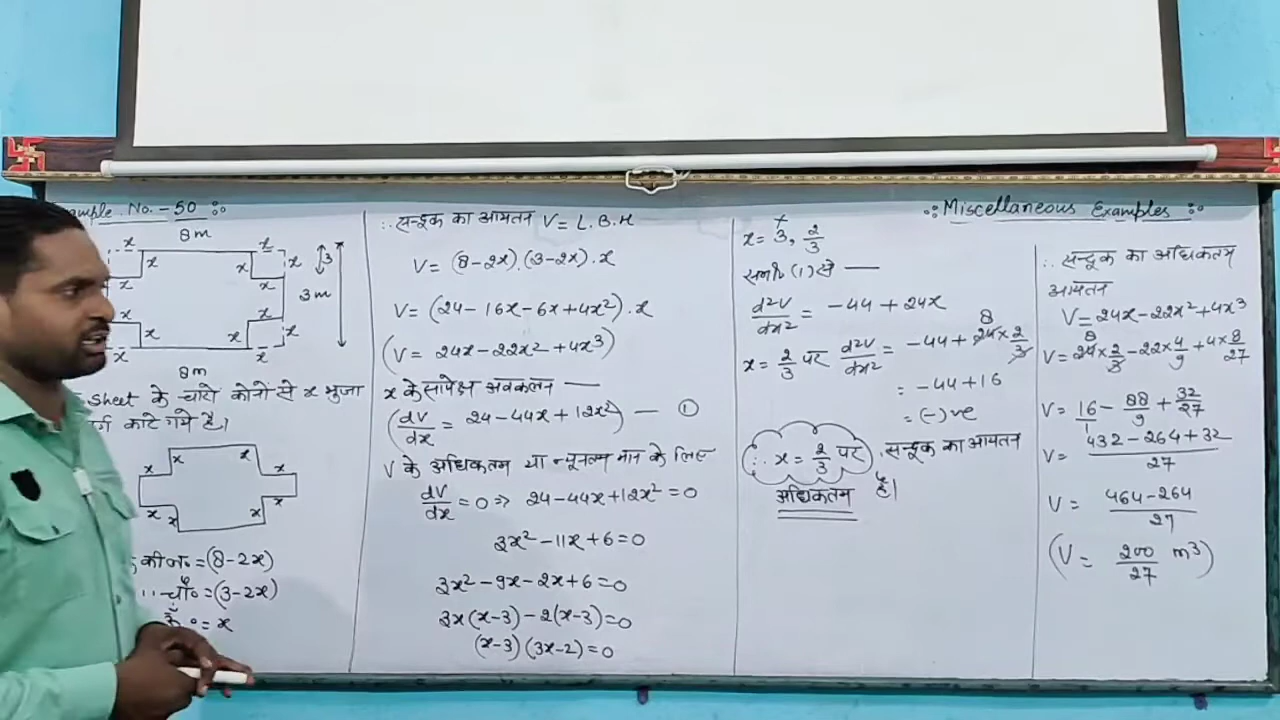 Example No. - 50 :
8m
x x
x x x x
3
x x
3m
x x
x x x x
x x
8m
Sheet के चारो कोनो से x भुजा
काटे गये है।
x x
x x
x x
x x
की ल० = (8-2x)
,, चौ० = (3-2x)
ऊँ० = x
∴ सन्दूक का आयतन V = L.B.H
V = (8-2x).(3-2x).x
V = (24-16x-6x+4x²).x
(V = 24x-22x²+4x³)
x के सापेक्ष अवकलन —
(dV/dx = 24-44x+12x²) — ①
V के अधिकतम या न्यूनतम मान के लिए
dV/dx = 0 ⇒ 24-44x+12x² = 0
3x²-11x+6=0
3x²-9x-2x+6=0
3x(x-3)-2(x-3)=0
(x-3)(3x-2)=0
x = 3, 2/3
समी० (1) से —
d²V/dx² = -44+24x
x = 2/3 पर d²V/dx² = -44+24×2/3
8
= -44+16
= (-)ve
∴ x = 2/3 पर सन्दूक का आयतन
अधिकतम है।
∴ Miscellaneous Examples :
∴ सन्दूक का अधिकतम
आयतन
V = 24x-22x²+4x³
8
V = 24×2/3-22×4/9+4×8/27
V = 16/1 - 88/9 + 32/27
V = 432-264+32/27
V = 464-264/27
(V = 200/27 m³)